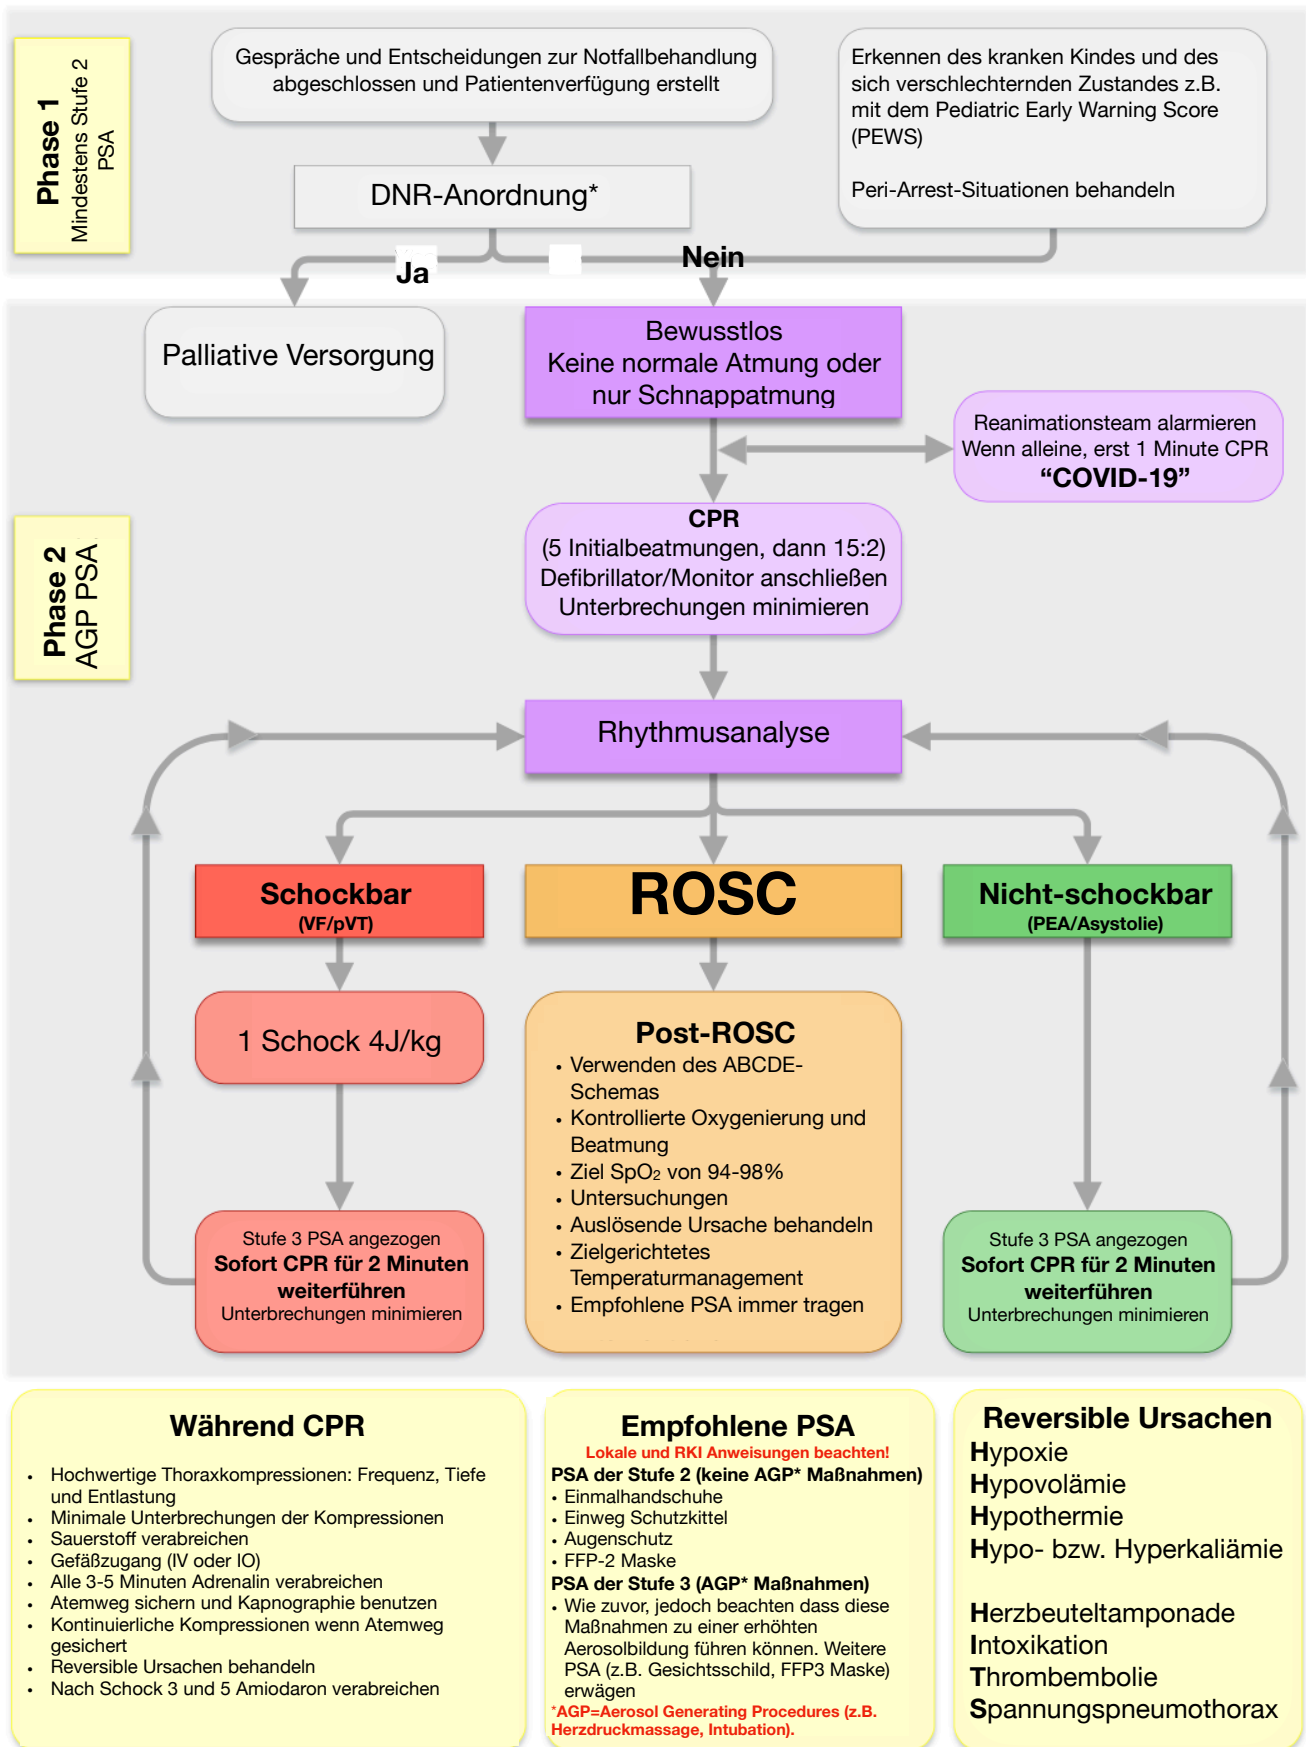 Phase 1
Mindestens Stufe 2
PSA
Gespräche und Entscheidungen zur Notfallbehandlung
abgeschlossen und Patientenverfügung erstellt
Erkennen des kranken Kindes und des
sich verschlechternden Zustandes z.B.
mit dem Pediatric Early Warning Score
(PEWS)
Peri-Arrest-Situationen behandeln
DNR-Anordnung*
Ja
Nein
Palliative Versorgung
Bewusstlos
Keine normale Atmung oder
nur Schnappatmung
Reanimationsteam alarmieren
Wenn alleine, erst 1 Minute CPR
“COVID-19”
Phase 2
AGP PSA
CPR
(5 Initialbeatmungen, dann 15:2)
Defibrillator/Monitor anschließen
Unterbrechungen minimieren
Rhythmusanalyse
Schockbar
(VF/pVT)
ROSC
Nicht-schockbar
(PEA/Asystolie)
1 Schock 4J/kg
Post-ROSC
• Verwenden des ABCDE-
Schemas
• Kontrollierte Oxygenierung und
Beatmung
• Ziel SpO₂ von 94-98%
• Untersuchungen
• Auslösende Ursache behandeln
• Zielgerichtetes
Temperaturmanagement
• Empfohlene PSA immer tragen
Stufe 3 PSA angezogen
Sofort CPR für 2 Minuten
weiterführen
Unterbrechungen minimieren
Stufe 3 PSA angezogen
Sofort CPR für 2 Minuten
weiterführen
Unterbrechungen minimieren
Während CPR
• Hochwertige Thoraxkompressionen: Frequenz, Tiefe
und Entlastung
• Minimale Unterbrechungen der Kompressionen
• Sauerstoff verabreichen
• Gefäßzugang (IV oder IO)
• Alle 3-5 Minuten Adrenalin verabreichen
• Atemweg sichern und Kapnographie benutzen
• Kontinuierliche Kompressionen wenn Atemweg
gesichert
• Reversible Ursachen behandeln
• Nach Schock 3 und 5 Amiodaron verabreichen
Empfohlene PSA
Lokale und RKI Anweisungen beachten!
PSA der Stufe 2 (keine AGP* Maßnahmen)
• Einmalhandschuhe
• Einweg Schutzkittel
• Augenschutz
• FFP-2 Maske
PSA der Stufe 3 (AGP* Maßnahmen)
• Wie zuvor, jedoch beachten dass diese
Maßnahmen zu einer erhöhten
Aerosolbildung führen können. Weitere
PSA (z.B. Gesichtsschild, FFP3 Maske)
erwägen
*AGP=Aerosol Generating Procedures (z.B.
Herzdruckmassage, Intubation).
Reversible Ursachen
Hypoxie
Hypovolämie
Hypothermie
Hypo- bzw. Hyperkaliämie
Herzbeuteltamponade
Intoxikation
Thrombembolie
Spannungspneumothorax